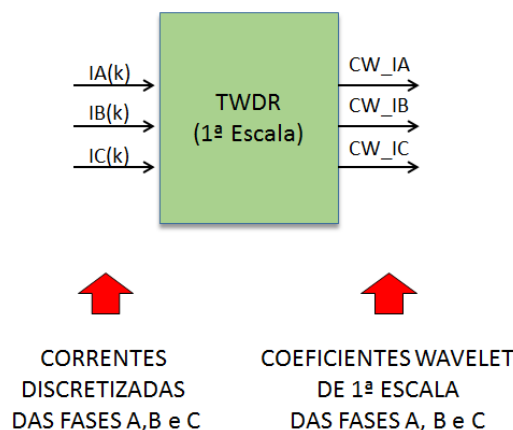 IA(k)
IB(k)
IC(k)
TWDR
(1ª Escala)
CW_IA
CW_IB
CW_IC
CORRENTES
DISCRETIZADAS
DAS FASES A,B e C
COEFICIENTES WAVELET
DE 1ª ESCALA
DAS FASES A, B e C